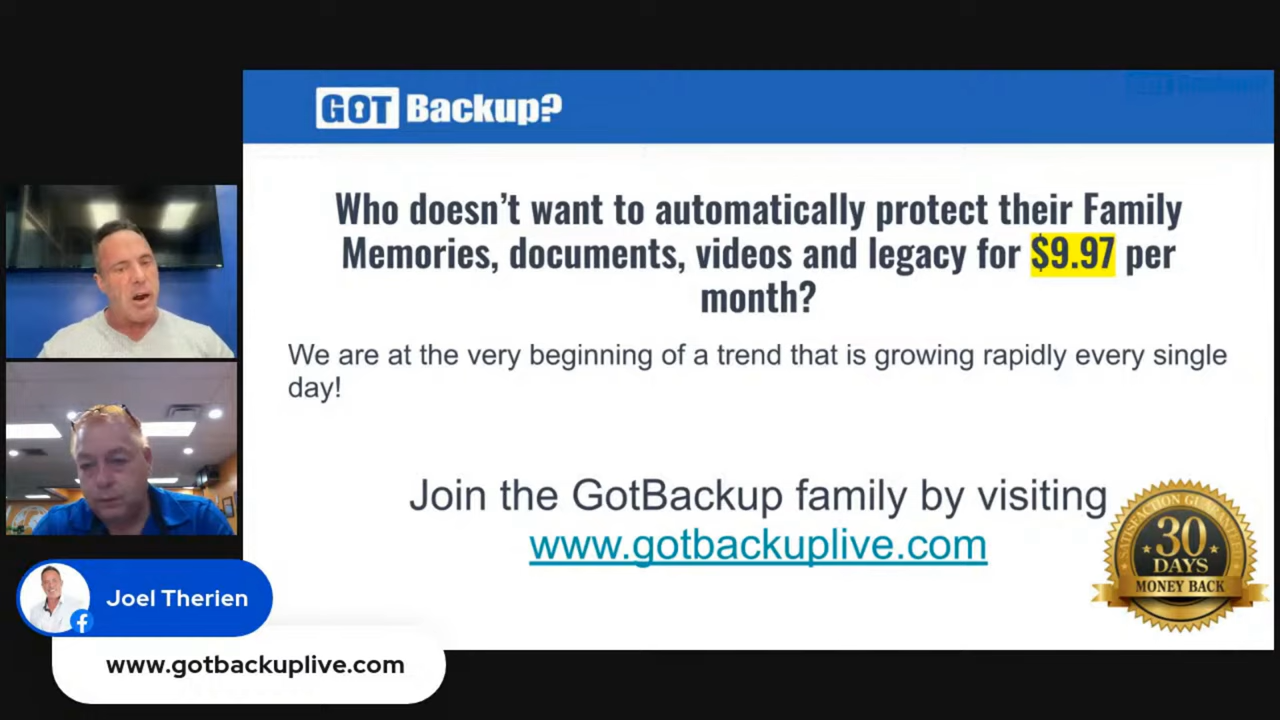 GOT Backup?
Who doesn't want to automatically protect their Family
Memories, documents, videos and legacy for $9.97 per
month?
We are at the very beginning of a trend that is growing rapidly every single
day!
Join the GotBackup family by visiting
www.gotbackuplive.com
SATISFACTION GUARANTEED
30
DAYS
MONEY BACK
Joel Therien
www.gotbackuplive.com